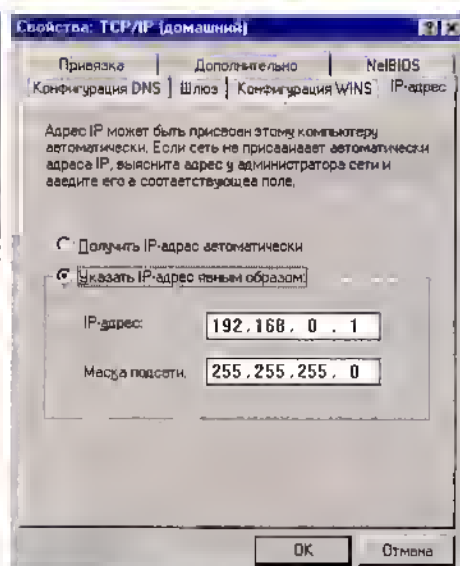 Свойства: TCP/IP (домашний)
Привязка Дополнительно NetBIOS
Конфигурация DNS Шлюз Конфигурация WINS IP-адрес
Адрес IP может быть присвоен этому компьютеру
автоматически. Если сеть не присваивает автоматически
адреса IP, выясните адрес у администратора сети и
введите его в соответствующее поле.
Получить IP-адрес автоматически
Указать IP-адрес явным образом:
IP-адрес: 192.168. 0 . 1
Маска подсети. 255.255.255. 0
OK Отмена